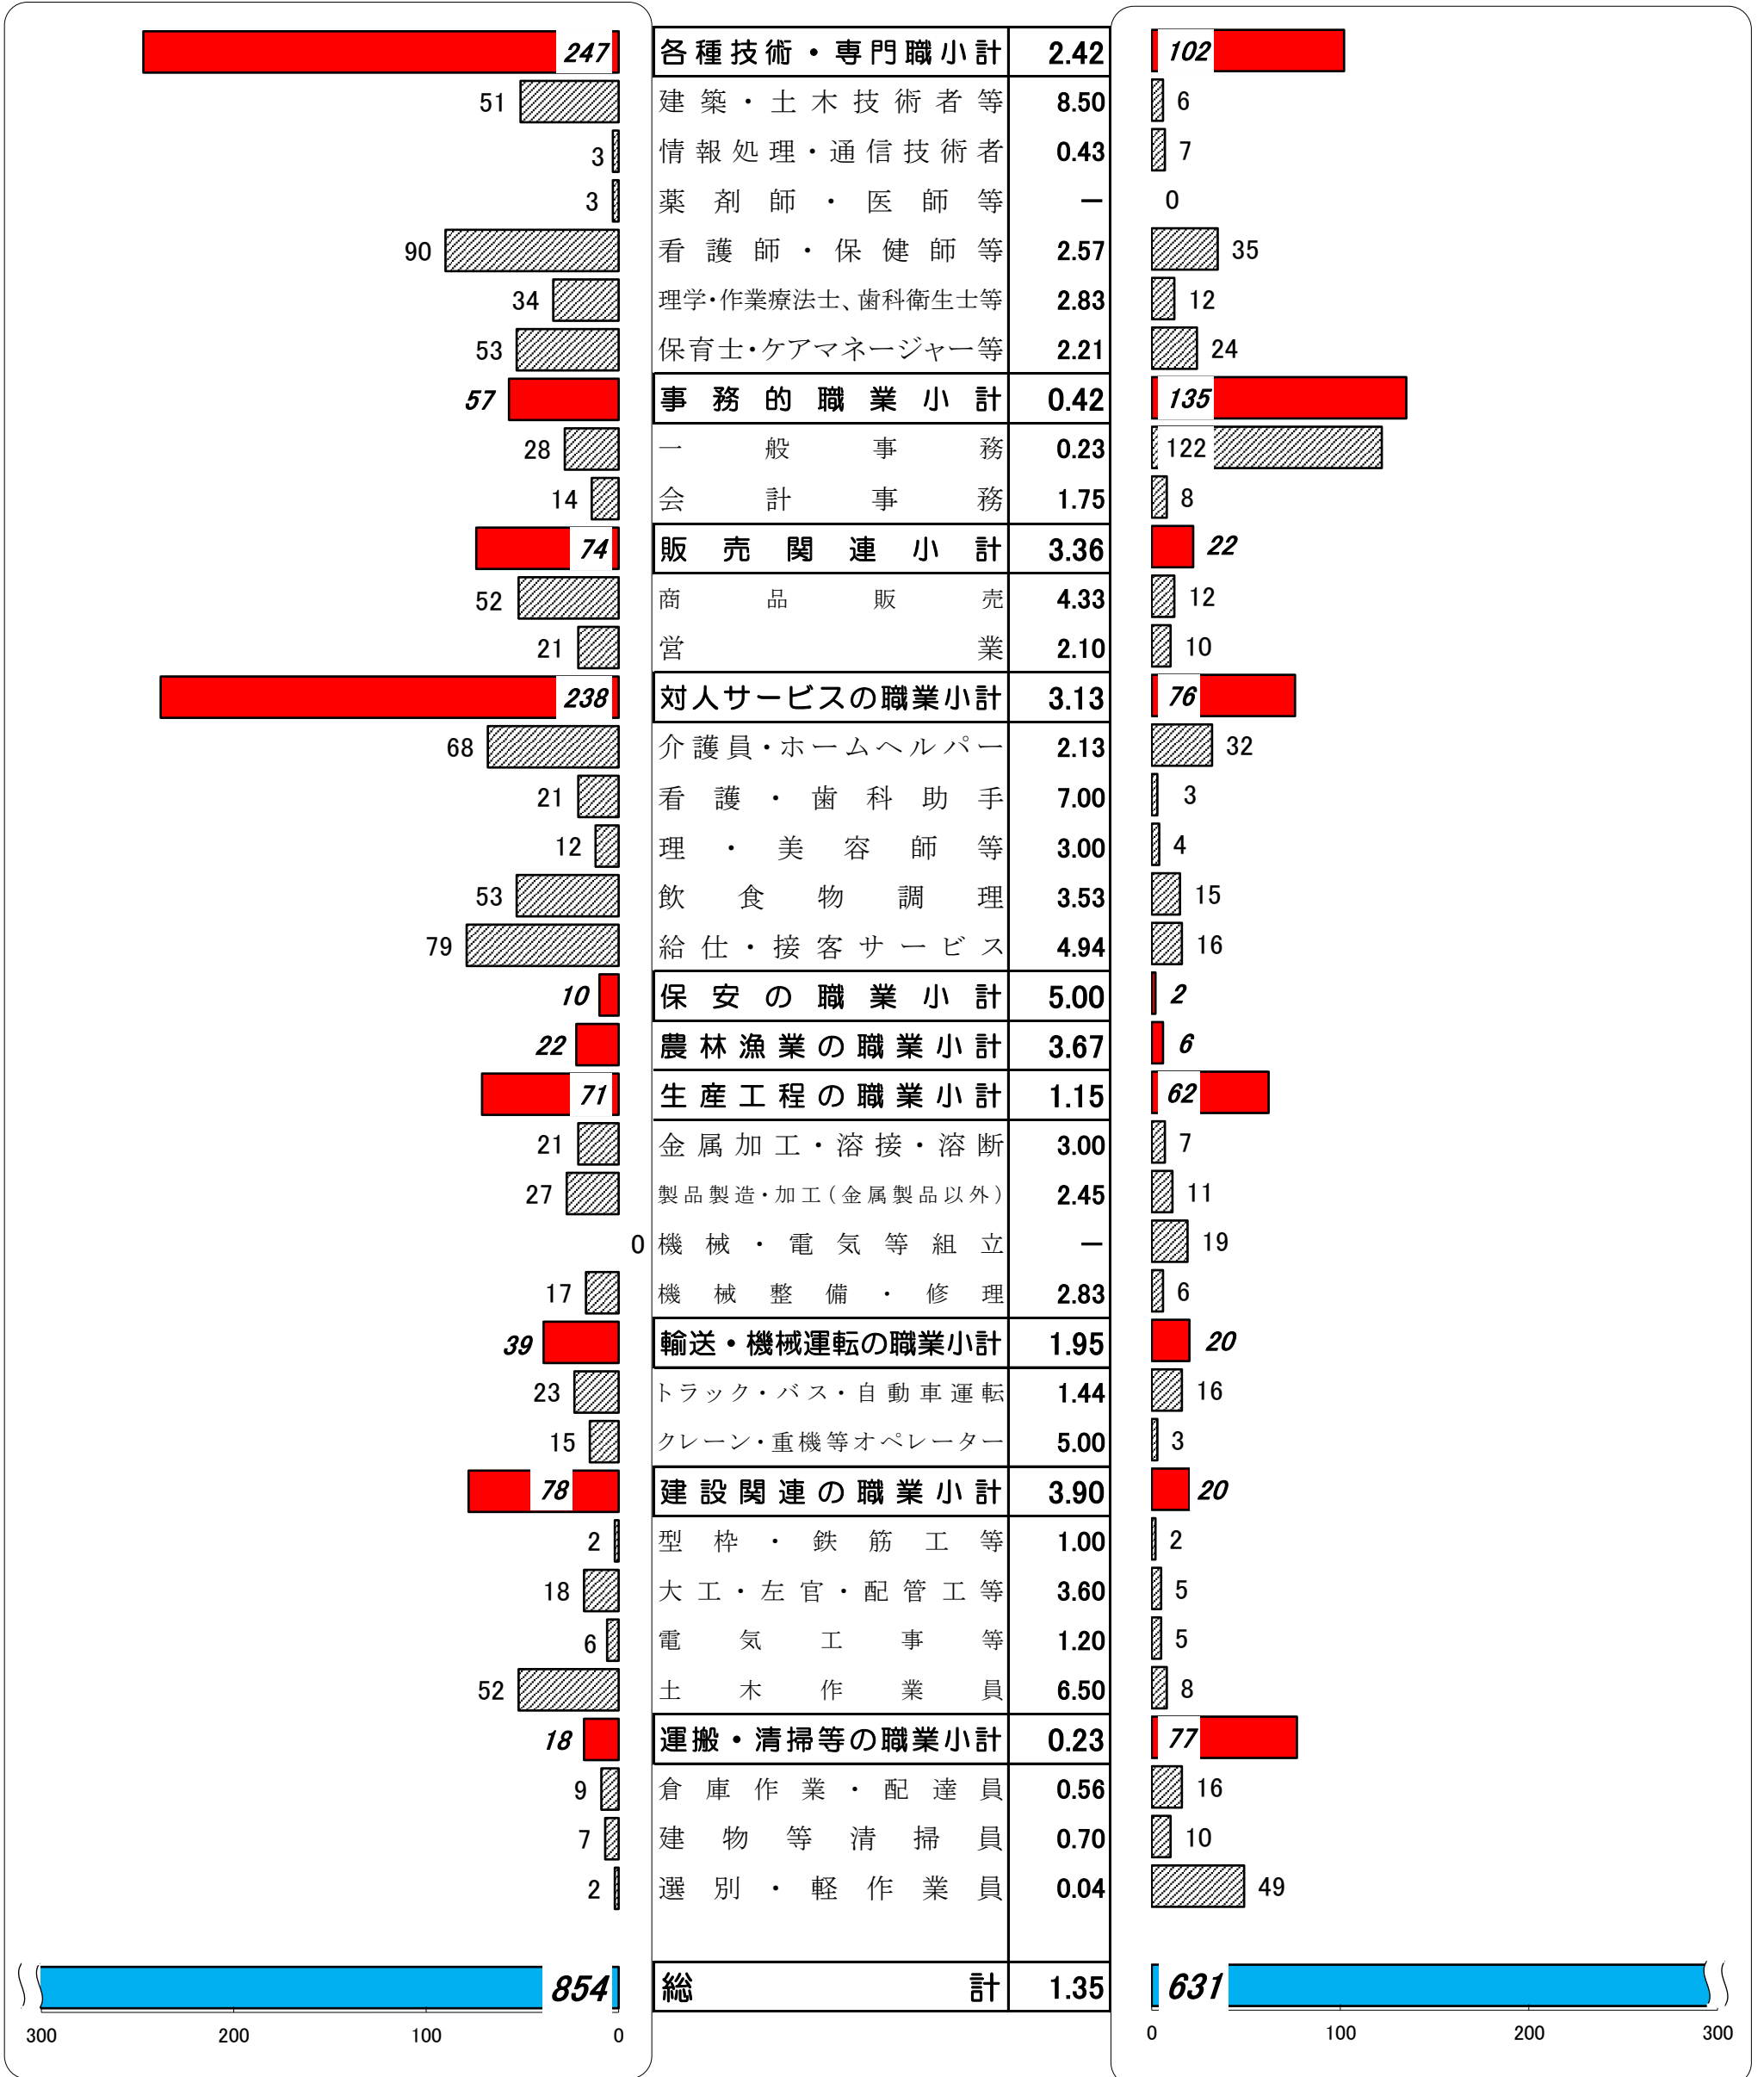 247 各種技術・専門職小計 2.42 102
51 建築・土木技術者等 8.50 6
3 情報処理・通信技術者 0.43 7
3 薬剤師・医師等 ー 0
90 看護師・保健師等 2.57 35
34 理学・作業療法士、歯科衛生士等 2.83 12
53 保育士・ケアマネージャー等 2.21 24
57 事務的職業小計 0.42 135
28 一般事務 0.23 122
14 会計事務 1.75 8
74 販売関連小計 3.36 22
52 商品販売 4.33 12
21 営業 2.10 10
238 対人サービスの職業小計 3.13 76
68 介護員・ホームヘルパー 2.13 32
21 看護・歯科助手 7.00 3
12 理・美容師等 3.00 4
53 飲食物調理 3.53 15
79 給仕・接客サービス 4.94 16
10 保安の職業小計 5.00 2
22 農林漁業の職業小計 3.67 6
71 生産工程の職業小計 1.15 62
21 金属加工・溶接・溶断 3.00 7
27 製品製造・加工(金属製品以外) 2.45 11
0 機械・電気等組立 ー 19
17 機械整備・修理 2.83 6
39 輸送・機械運転の職業小計 1.95 20
23 トラック・バス・自動車運転 1.44 16
15 クレーン・重機等オペレーター 5.00 3
78 建設関連の職業小計 3.90 20
2 型枠・鉄筋工等 1.00 2
18 大工・左官・配管工等 3.60 5
6 電気工事等 1.20 5
52 土木作業員 6.50 8
18 運搬・清掃等の職業小計 0.23 77
9 倉庫作業・配達員 0.56 16
7 建物等清掃員 0.70 10
2 選別・軽作業員 0.04 49
854 総計 1.35 631
300 200 100 0 0 100 200 300